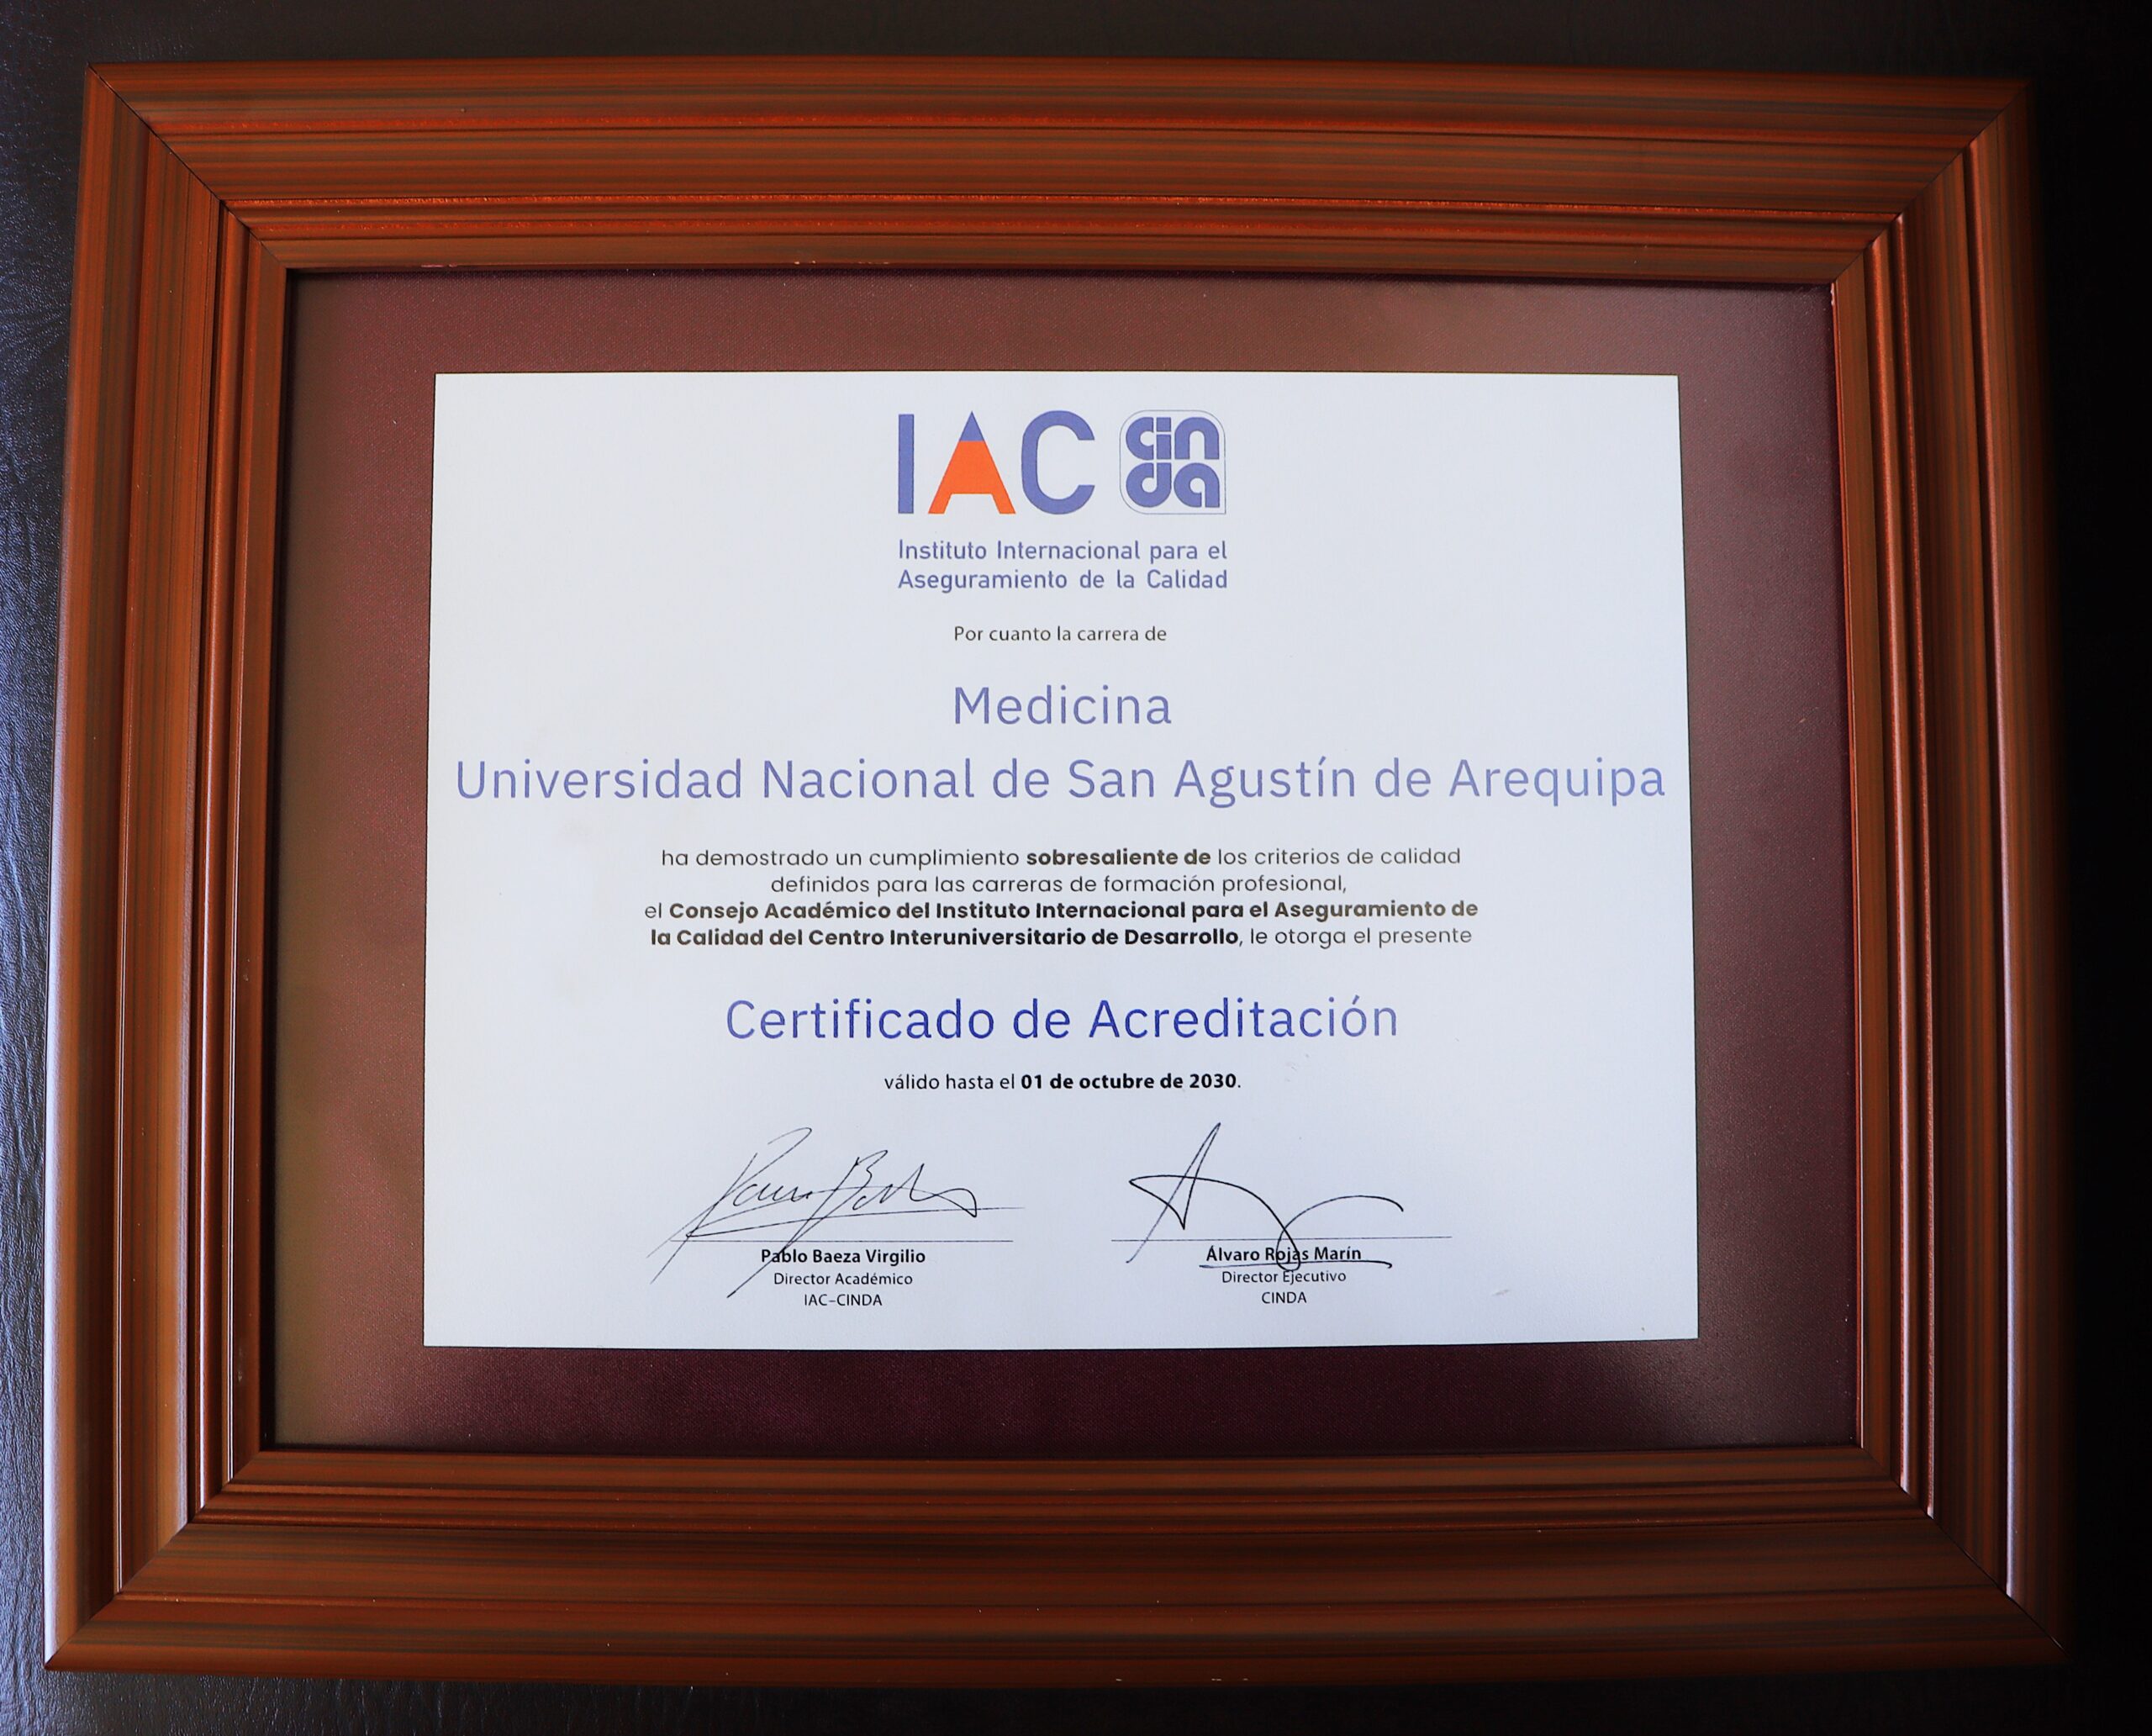 IAC cinda
Instituto Internacional para el
Aseguramiento de la Calidad
Por cuanto la carrera de
Medicina
Universidad Nacional de San Agustín de Arequipa
ha demostrado un cumplimiento sobresaliente de los criterios de calidad
definidos para las carreras de formación profesional,
el Consejo Académico del Instituto Internacional para el Aseguramiento de
la Calidad del Centro Interuniversitario de Desarrollo, le otorga el presente
Certificado de Acreditación
válido hasta el 01 de octubre de 2030.
Pablo Baeza Virgilio
Director Académico
IAC-CINDA
Álvaro Rojas Marín
Director Ejecutivo
CINDA